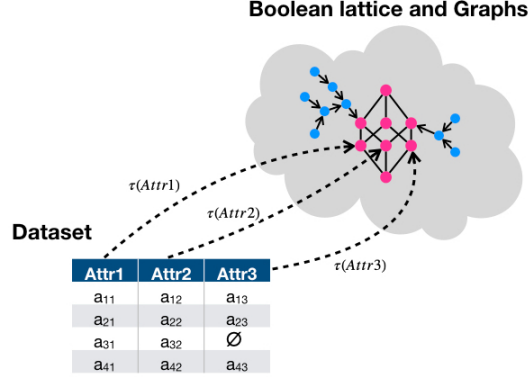 Boolean lattice and Graphs
τ(Attr1)
τ(Attr2)
τ(Attr3)
Dataset
Attr1 Attr2 Attr3
a₁₁ a₁₂ a₁₃
a₂₁ a₂₂ a₂₃
a₃₁ a₃₂ ∅
a₄₁ a₄₂ a₄₃